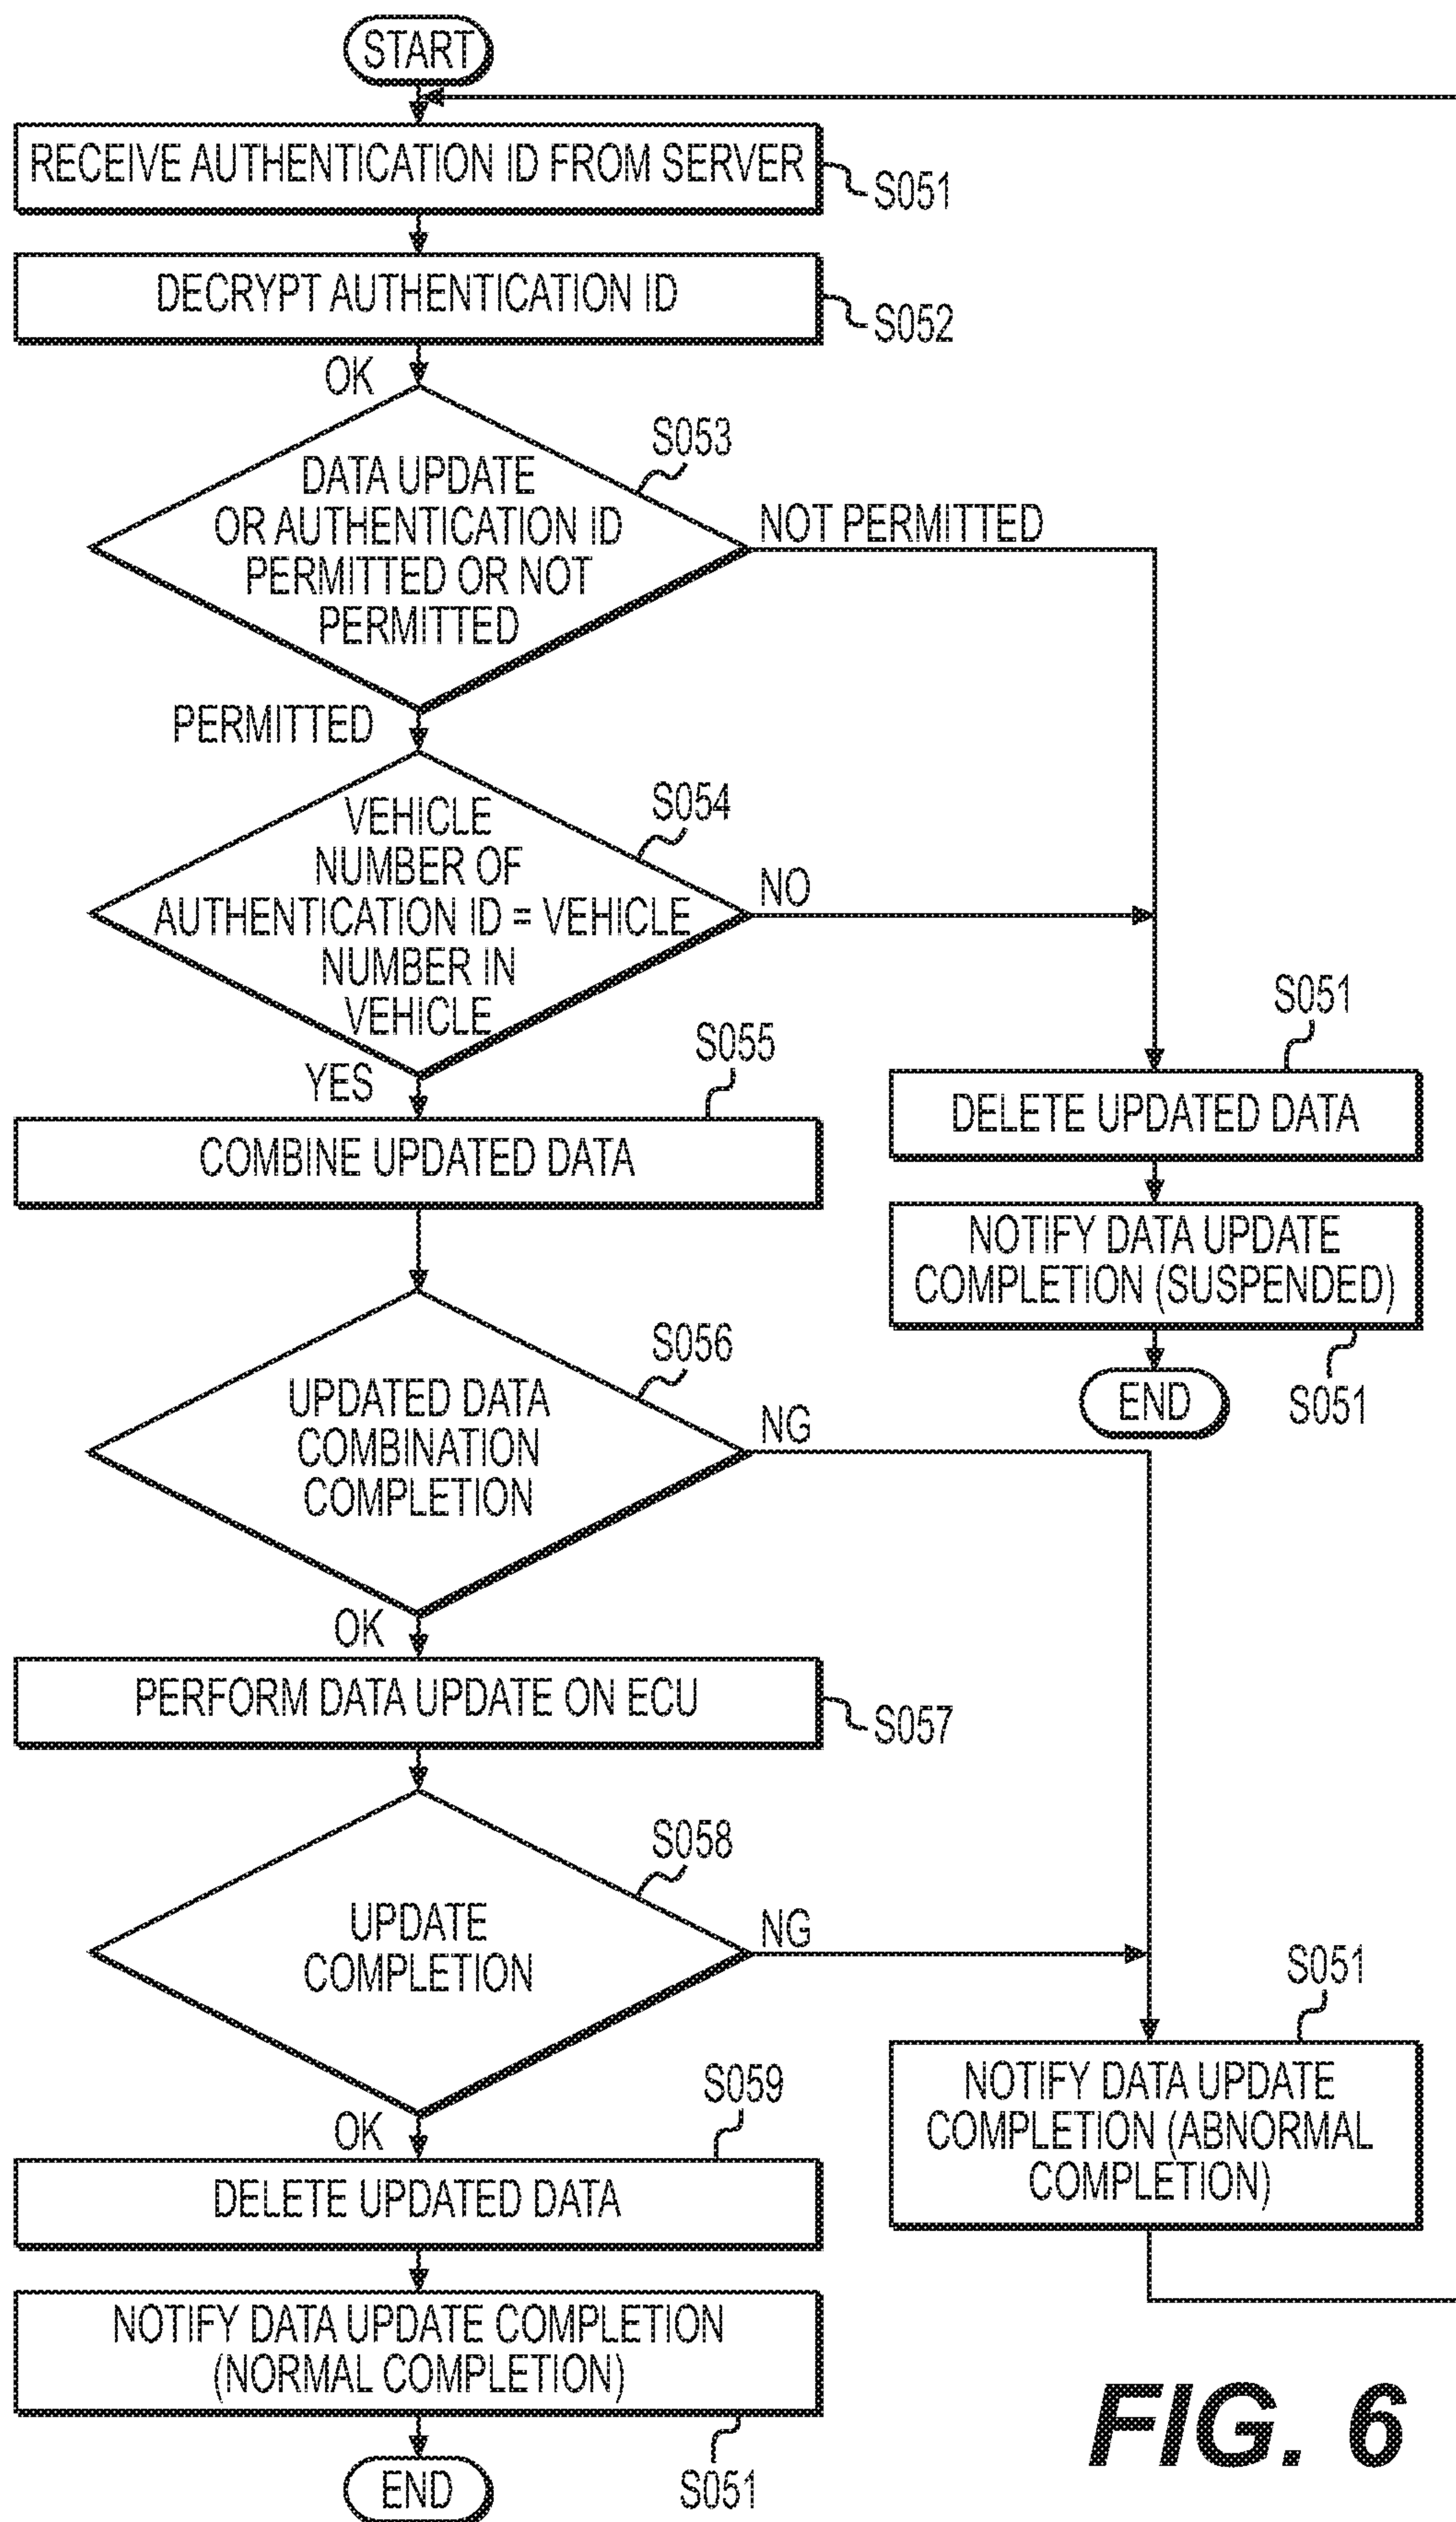 START
RECEIVE AUTHENTICATION ID FROM SERVER
S051
DECRYPT AUTHENTICATION ID
S052
OK
S053
DATA UPDATE
OR AUTHENTICATION ID
PERMITTED OR NOT
PERMITTED
NOT PERMITTED
PERMITTED
S054
VEHICLE
NUMBER OF
AUTHENTICATION ID = VEHICLE
NUMBER IN
VEHICLE
NO
YES
S055
COMBINE UPDATED DATA
S051
DELETE UPDATED DATA
NOTIFY DATA UPDATE
COMPLETION (SUSPENDED)
S051
END
S056
UPDATED DATA
COMBINATION
COMPLETION
NG
OK
PERFORM DATA UPDATE ON ECU
S057
S058
UPDATE
COMPLETION
NG
S051
NOTIFY DATA UPDATE
COMPLETION (ABNORMAL
COMPLETION)
OK
S059
DELETE UPDATED DATA
NOTIFY DATA UPDATE COMPLETION
(NORMAL COMPLETION)
S051
END
FIG. 6